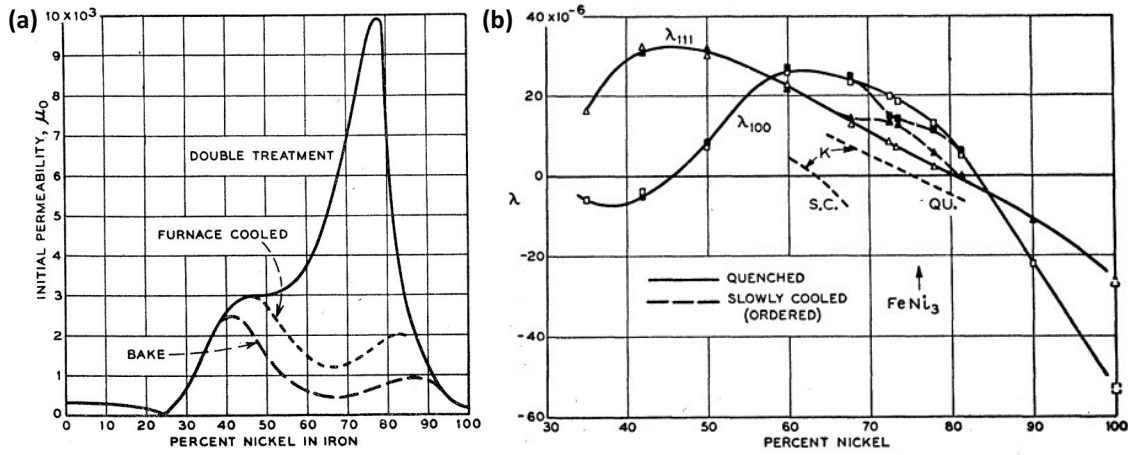 (a)
10×10³
9
8
7
6
5
4
3
2
1
0
INITIAL PERMEABILITY, μ₀
DOUBLE TREATMENT
FURNACE COOLED
BAKE
0 10 20 30 40 50 60 70 80 90 100
PERCENT NICKEL IN IRON
(b)
40×10⁻⁶
20
0
-20
-40
-60
λ
λ₁₁₁
λ₁₀₀
K
S.C.
QU.
QUENCHED
SLOWLY COOLED
(ORDERED)
FeNi₃
30 40 50 60 70 80 90 100
PERCENT NICKEL